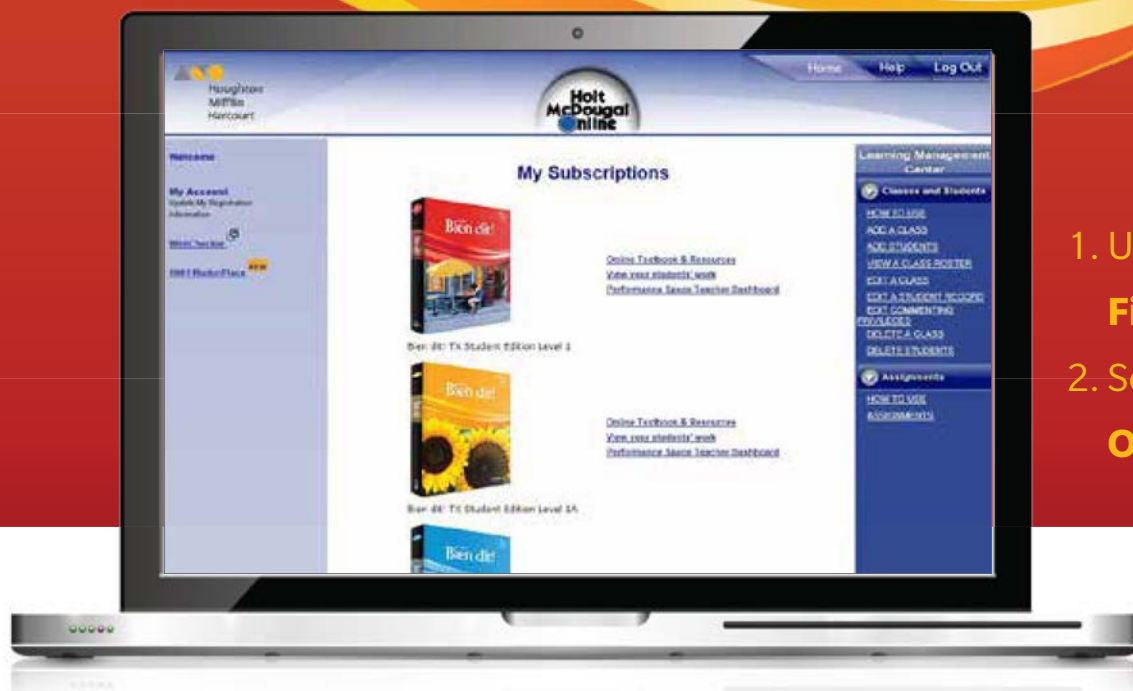 Houghton
Mifflin
Harcourt
Holt
McDougal
Online
Home Help Log Out
Welcome
My Account
Update My Registration
Information
NEW
My Subscriptions
Bien dit!
Online Textbook & Resources
View your students' work
Performance Space Teacher Dashboard
Bien dit! TX Student Edition Level 1
Bien dit!
Online Textbook & Resources
View your students' work
Performance Space Teacher Dashboard
Bien dit! TX Student Edition Level 1A
Bien dit!
Learning Management
Center
Classes and Students
HOW TO USE
ADD A CLASS
ADD STUDENTS
VIEW A CLASS ROSTER
EDIT A CLASS
EDIT A STUDENT RECORD
EDIT COMMENTING
PRIVILEGES
DELETE A CLASS
DELETE STUDENTS
Assignments
HOW TO USE
ASSIGNMENTS
1. U
Fi
2. Se
O